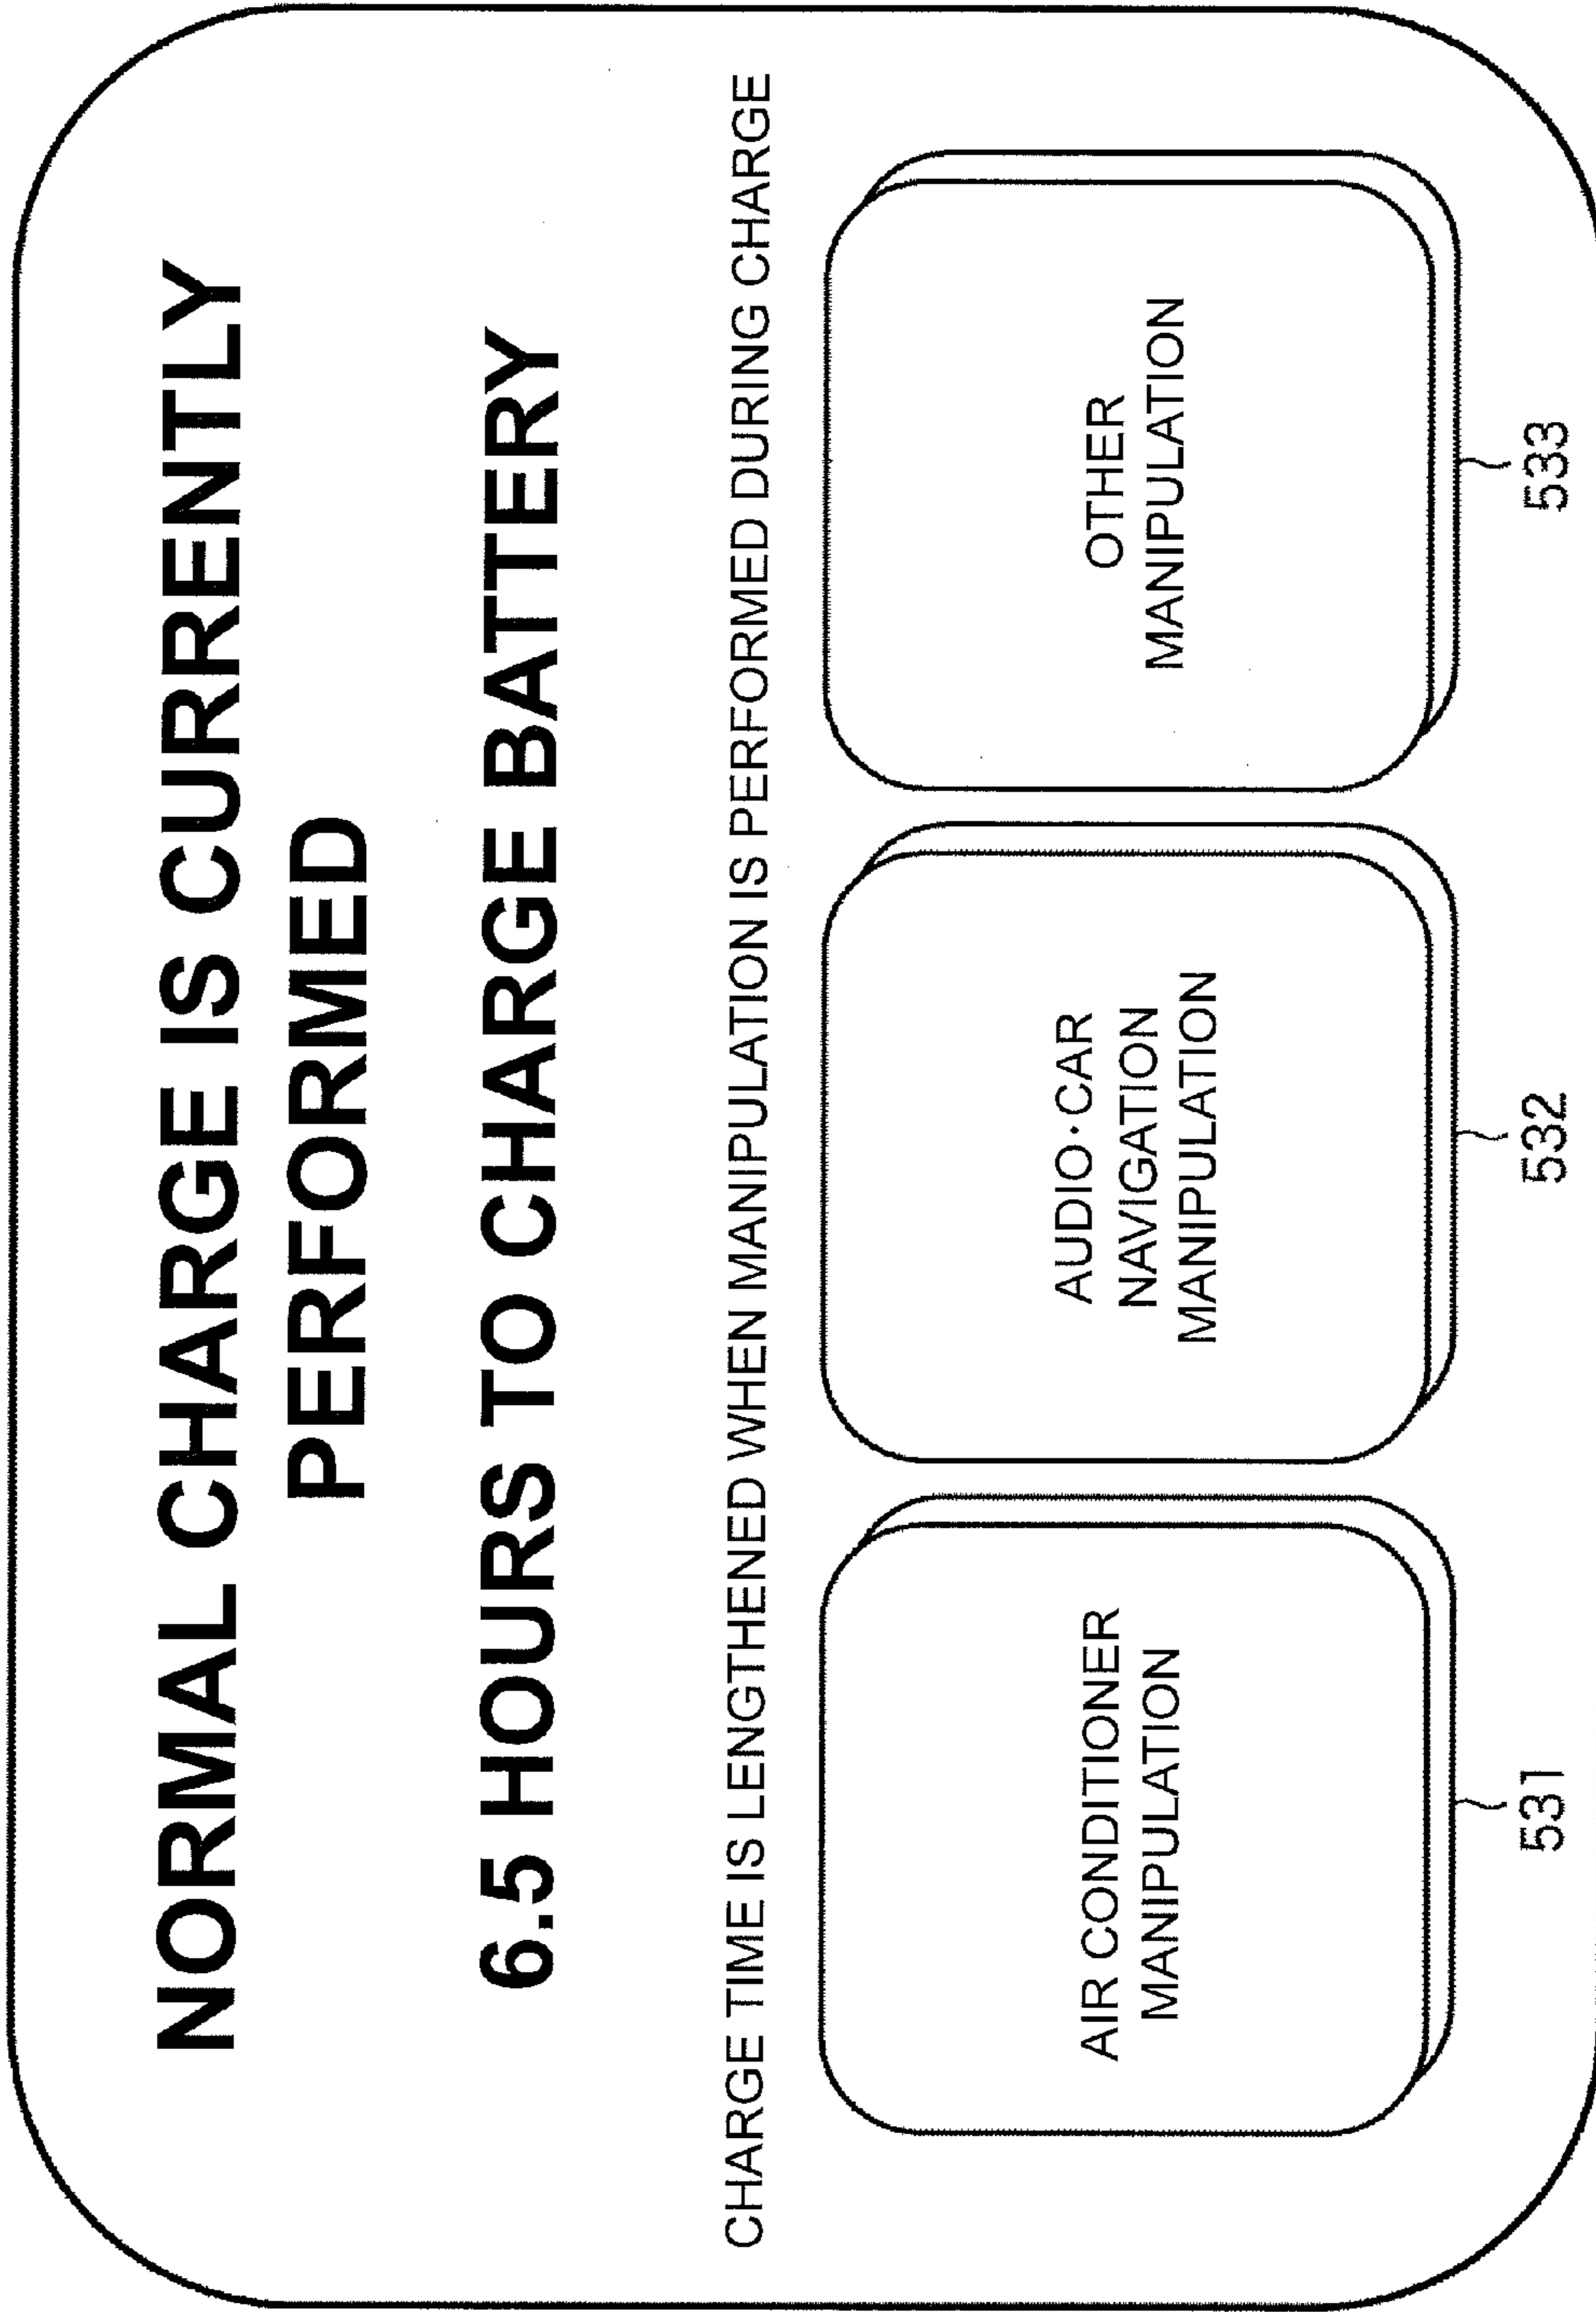 NORMAL CHARGE IS CURRENTLY
PERFORMED
6.5 HOURS TO CHARGE BATTERY
CHARGE TIME IS LENGTHENED WHEN MANIPULATION IS PERFORMED DURING CHARGE
AIR CONDITIONER
MANIPULATION
531
AUDIO·CAR
NAVIGATION
MANIPULATION
532
OTHER
MANIPULATION
533